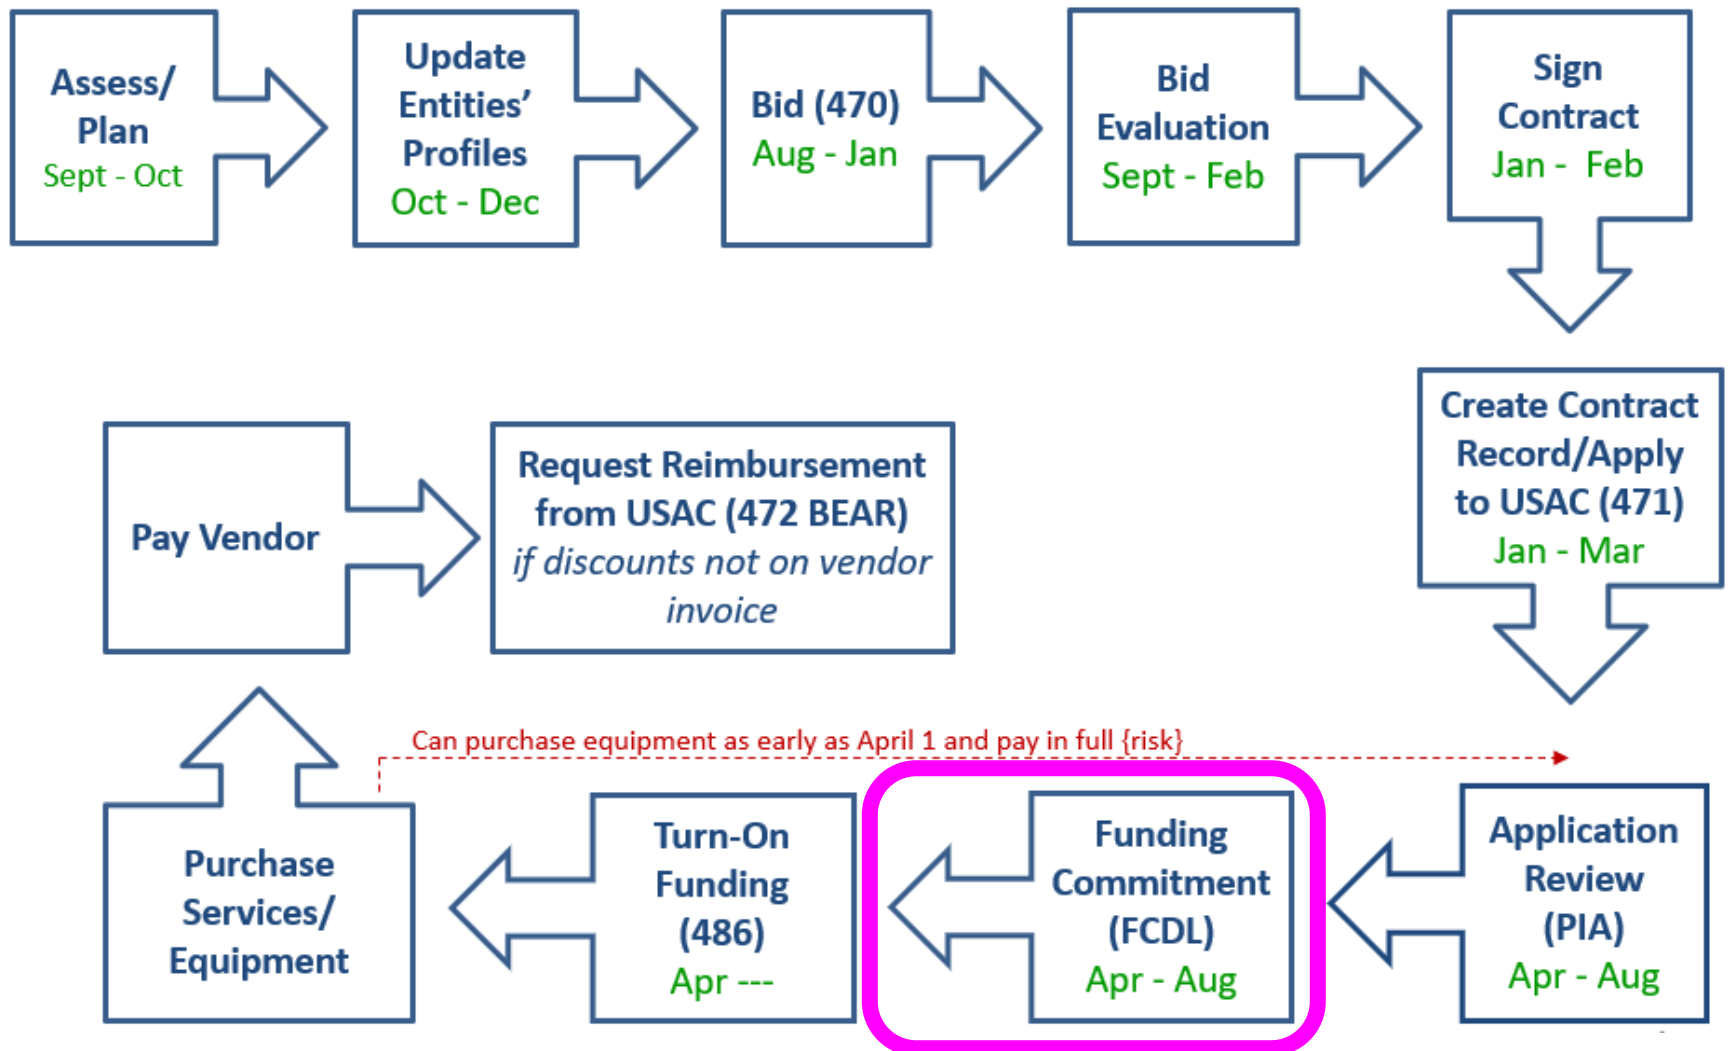 Assess/
Plan
Sept - Oct
Update
Entities’
Profiles
Oct - Dec
Bid (470)
Aug - Jan
Bid
Evaluation
Sept - Feb
Sign
Contract
Jan -  Feb
Create Contract
Record/Apply
to USAC (471)
Jan - Mar
Pay Vendor
Request Reimbursement
from USAC (472 BEAR)
if discounts not on vendor
invoice
Can purchase equipment as early as April 1 and pay in full {risk}
Purchase
Services/
Equipment
Turn-On
Funding
(486)
Apr ---
Funding
Commitment
(FCDL)
Apr - Aug
Application
Review
(PIA)
Apr - Aug